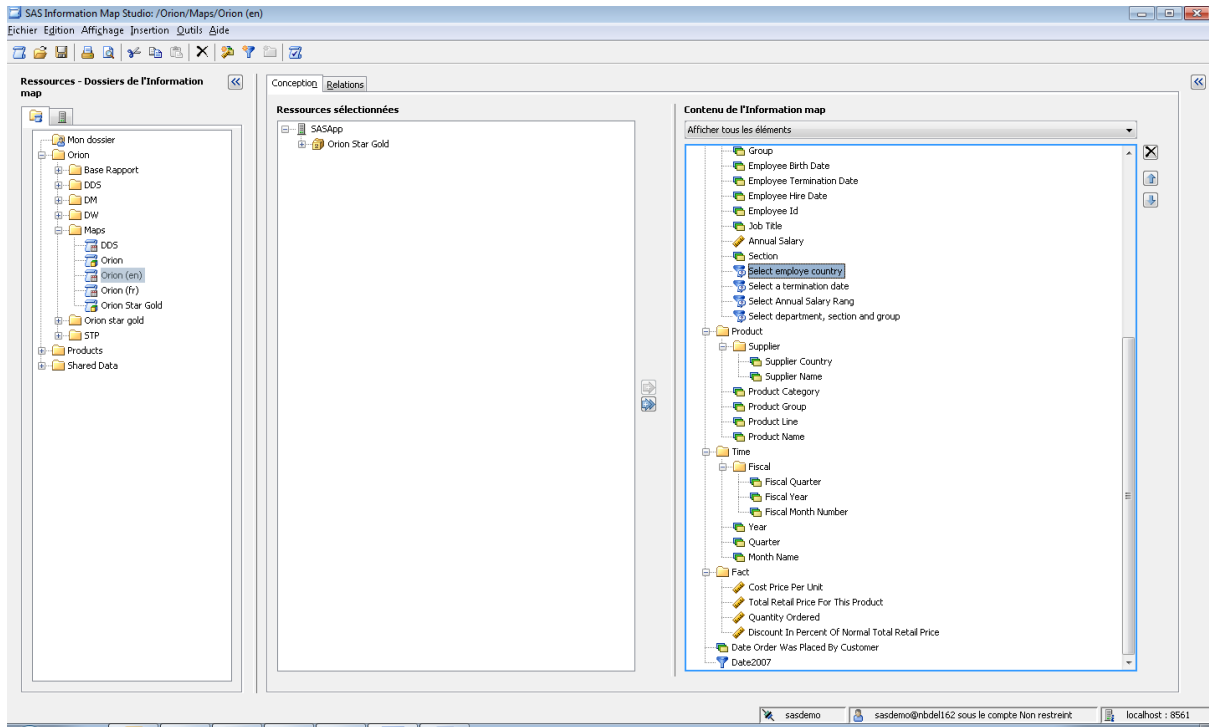 SAS Information Map Studio: /Orion/Maps/Orion (en)
Fichier Edition Affichage Insertion Outils Aide
Ressources - Dossiers de l'Information
map
Mon dossier
Orion
Base Rapport
DDS
DM
DW
Maps
DDS
Orion
Orion (en)
Orion (fr)
Orion Star Gold
Orion star gold
STP
Products
Shared Data
Conception Relations
Ressources sélectionnées
SASApp
Orion Star Gold
Contenu de l'Information map
Afficher tous les éléments
Group
Employee Birth Date
Employee Termination Date
Employee Hire Date
Employee Id
Job Title
Annual Salary
Section
Select employe country
Select a termination date
Select Annual Salary Rang
Select department, section and group
Product
Supplier
Supplier Country
Supplier Name
Product Category
Product Group
Product Line
Product Name
Time
Fiscal
Fiscal Quarter
Fiscal Year
Fiscal Month Number
Year
Quarter
Month Name
Fact
Cost Price Per Unit
Total Retail Price For This Product
Quantity Ordered
Discount In Percent Of Normal Total Retail Price
Date Order Was Placed By Customer
Date2007
sasdemo sasdemo@nbdel162 sous le compte Non restreint localhost : 8561